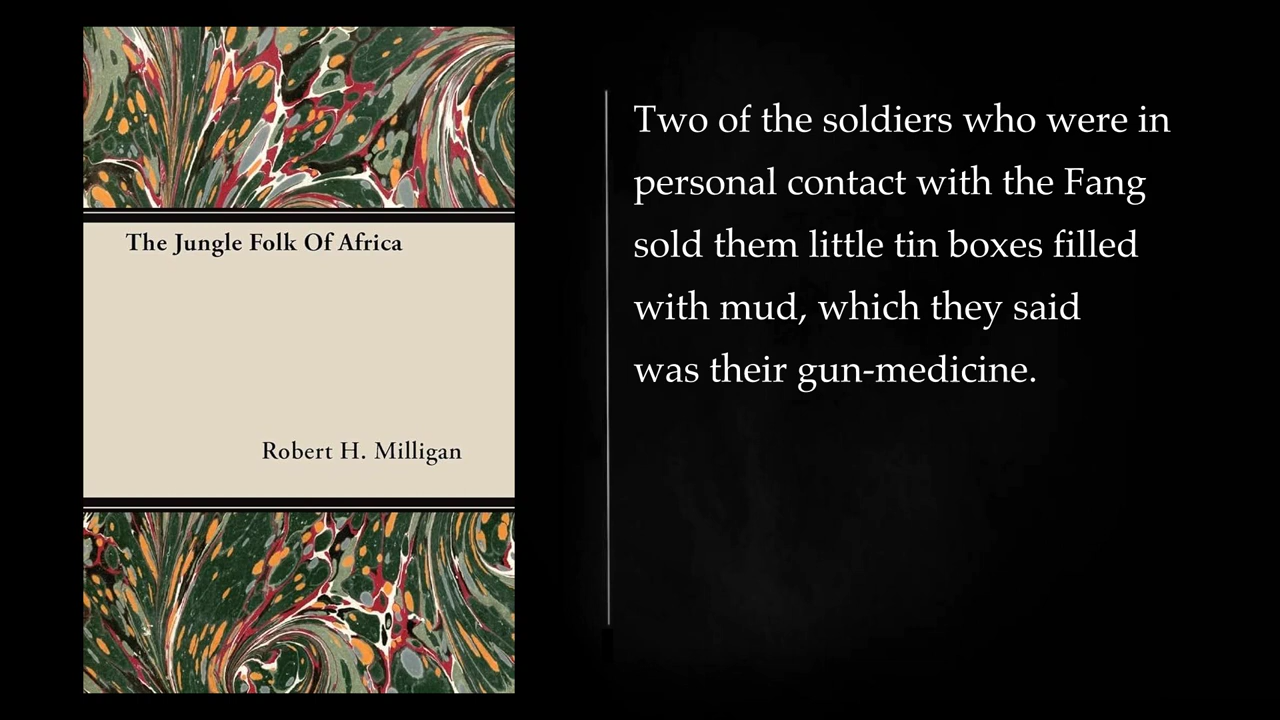 The Jungle Folk Of Africa
Robert H. Milligan
Two of the soldiers who were in
personal contact with the Fang
sold them little tin boxes filled
with mud, which they said
was their gun-medicine.